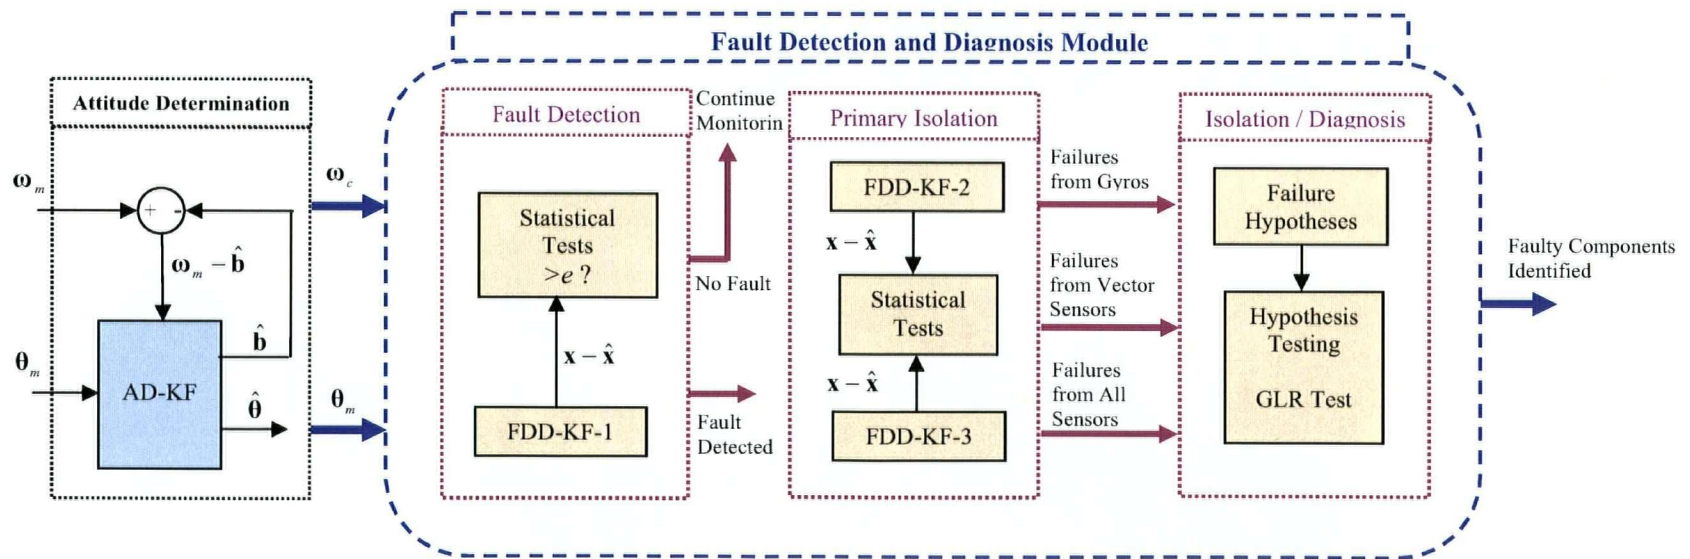 Fault Detection and Diagnosis Module
Attitude Determination
ω_m
+
-
ω_m − b̂
b̂
θ_m
AD-KF
θ̂
ω_c
θ_m
Fault Detection
Statistical
Tests
>e ?
x − x̂
FDD-KF-1
Continue
Monitorin
No Fault
Fault
Detected
Primary Isolation
FDD-KF-2
x − x̂
Statistical
Tests
x − x̂
FDD-KF-3
Failures
from Gyros
Failures
from Vector
Sensors
Failures
from All
Sensors
Isolation / Diagnosis
Failure
Hypotheses
Hypothesis
Testing
GLR Test
Faulty Components
Identified